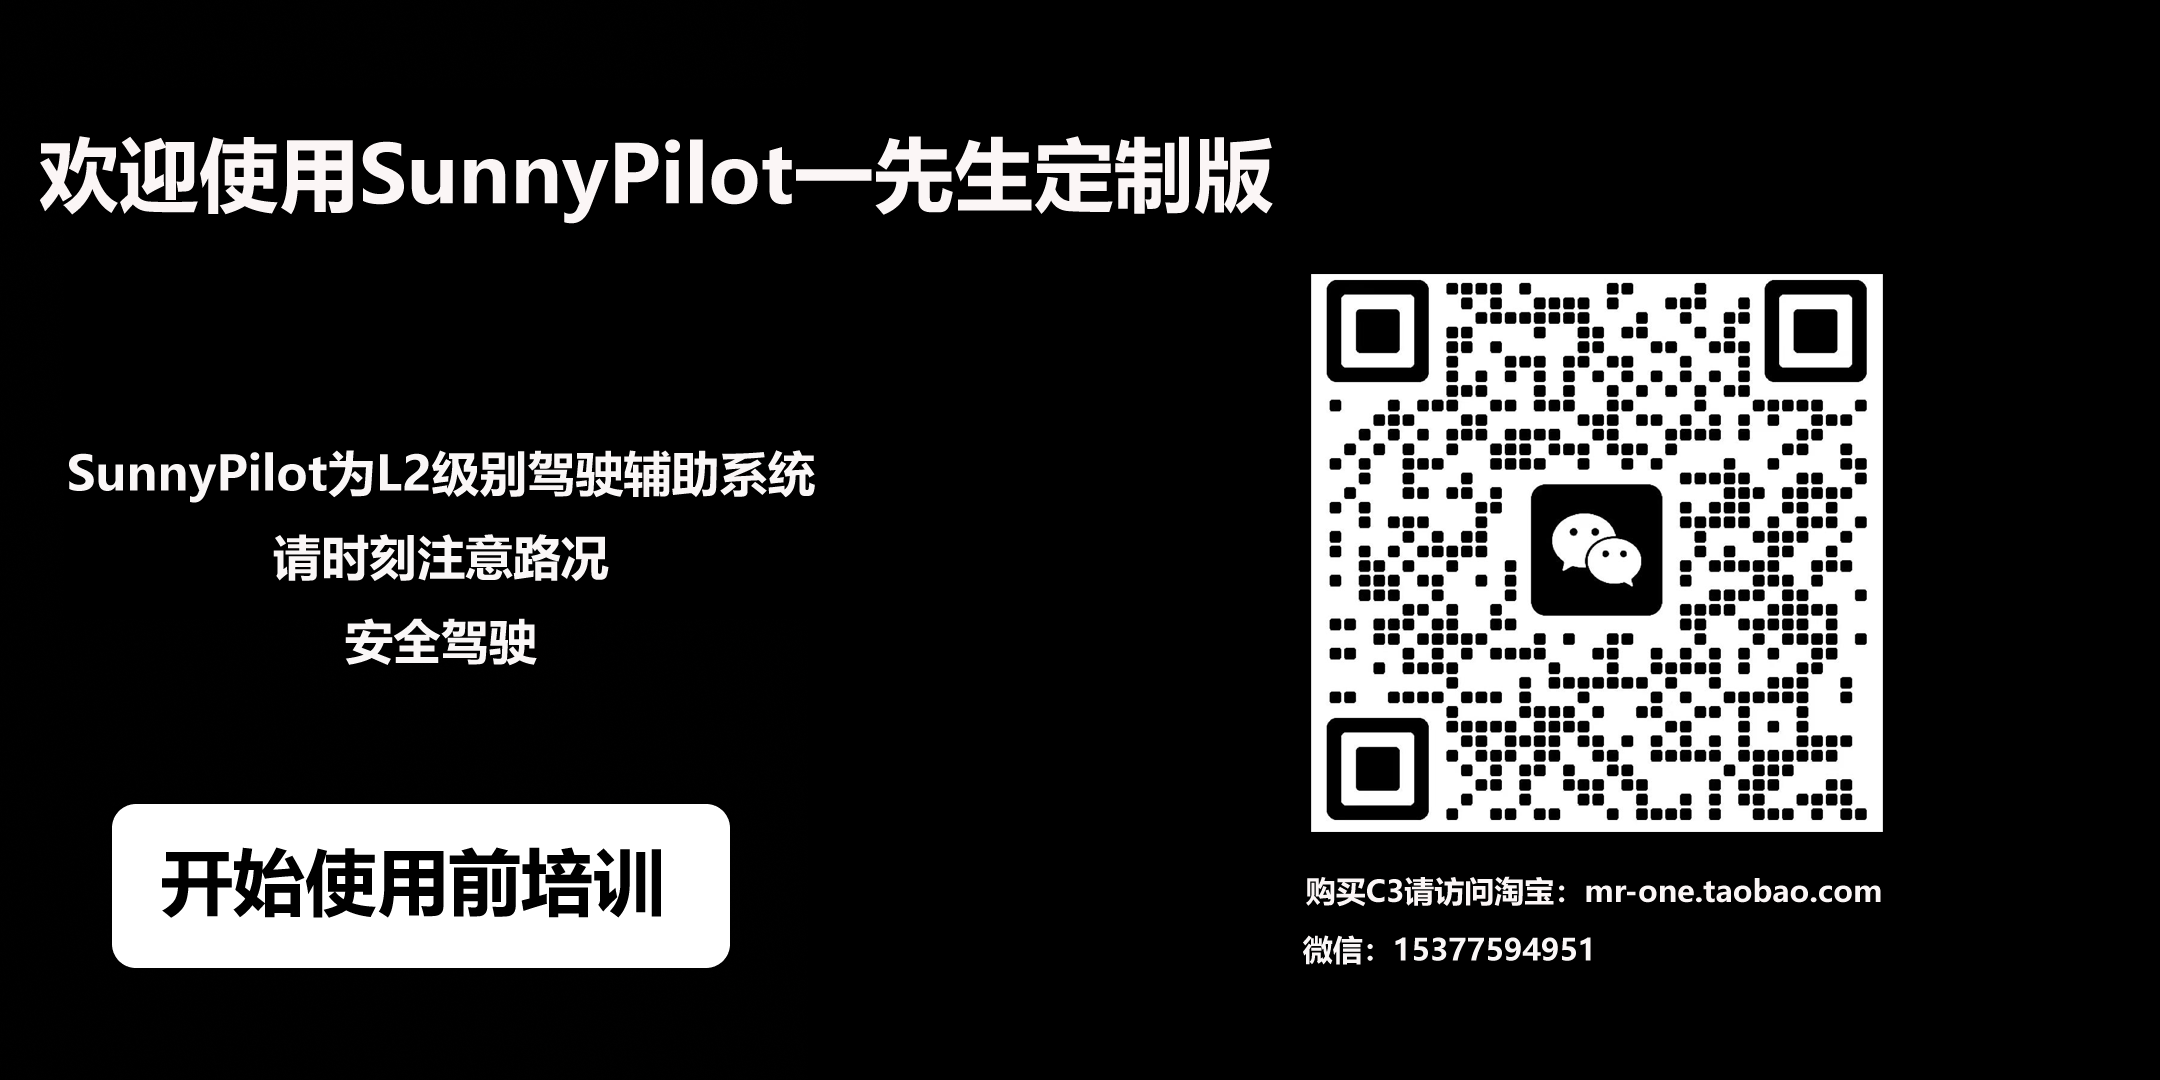 欢迎使用SunnyPilot一先生定制版
SunnyPilot为L2级别驾驶辅助系统
请时刻注意路况
安全驾驶
开始使用前培训
购买C3请访问淘宝：mr-one.taobao.com
微信：15377594951